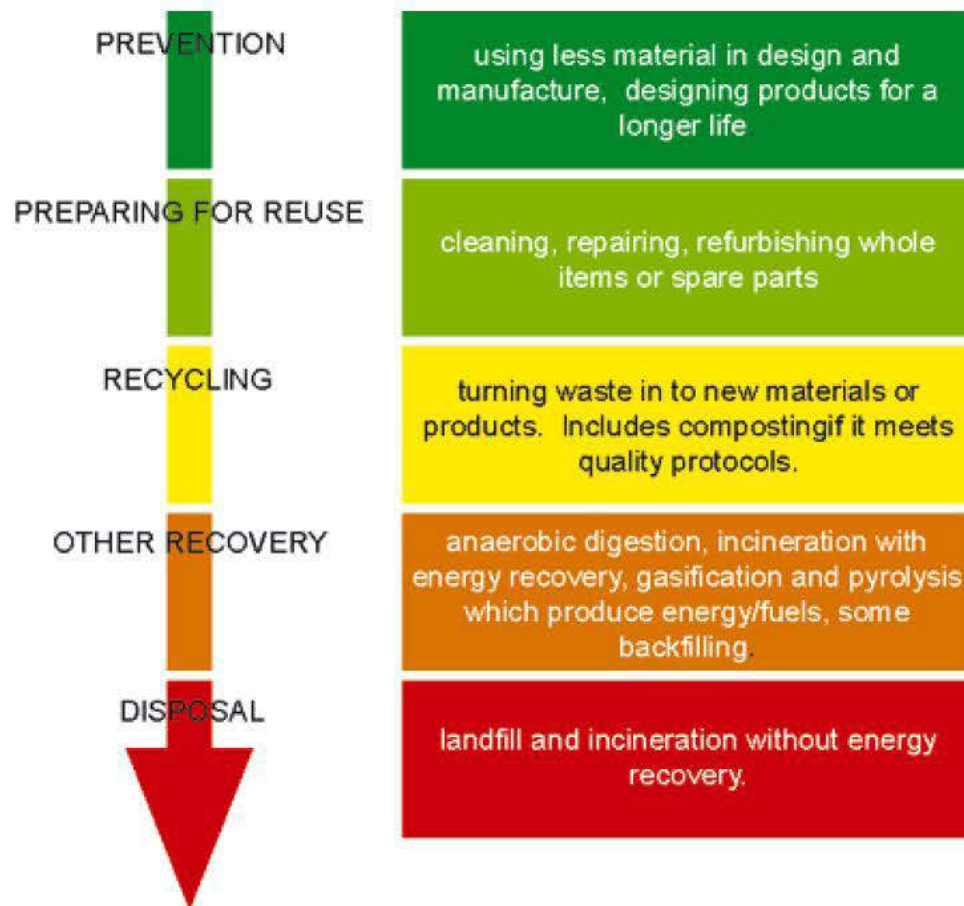 PREVENTION
using less material in design and
manufacture,  designing products for a
longer life
PREPARING FOR REUSE
cleaning, repairing, refurbishing whole
items or spare parts
RECYCLING
turning waste in to new materials or
products.  Includes compostingif it meets
quality protocols.
OTHER RECOVERY
anaerobic digestion, incineration with
energy recovery, gasification and pyrolysis
which produce energy/fuels, some
backfilling.
DISPOSAL
landfill and incineration without energy
recovery.